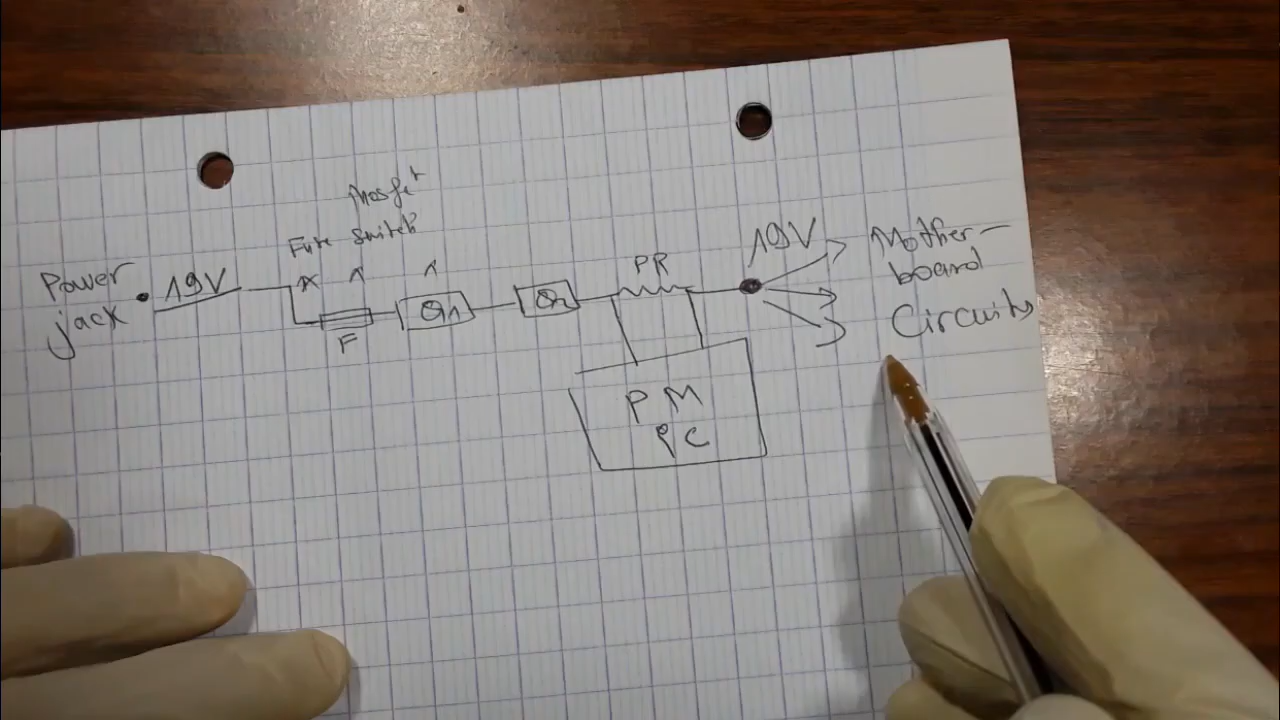 Mosfet
Fuse Switch
Power
jack
19V
F
Q1
Q2
PR
19V
Mother-
board
Circuits
PM
IC